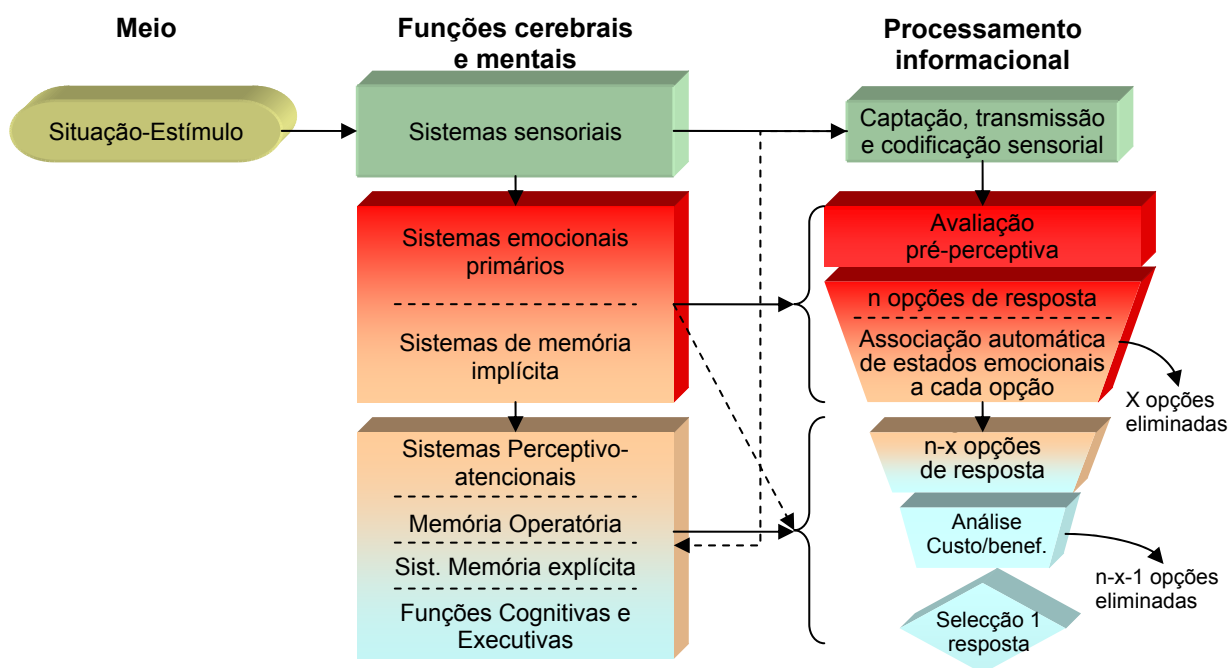 Meio
Funções cerebrais
e mentais
Processamento
informacional
Situação-Estímulo
Sistemas sensoriais
Captação, transmissão
e codificação sensorial
Sistemas emocionais
primários
Sistemas de memória
implícita
Avaliação
pré-perceptiva
n opções de resposta
Associação automática
de estados emocionais
a cada opção
X opções
eliminadas
Sistemas Perceptivo-
atencionais
Memória Operatória
Sist. Memória explícita
Funções Cognitivas e
Executivas
n-x opções
de resposta
Análise
Custo/benef.
n-x-1 opções
eliminadas
Selecção 1
resposta